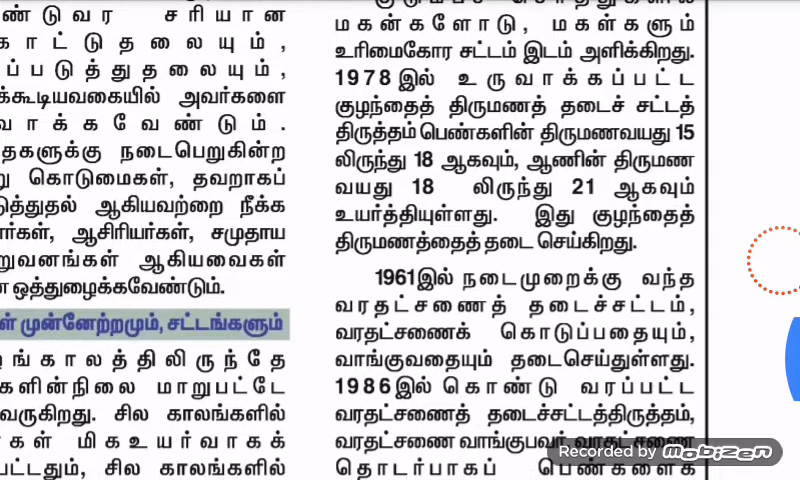 ண்டுவர சரியான
காட்டுதலையும்,
ப்படுத்துதலையும்,
க்கூடியவகையில் அவர்களை
வாக்கவேண்டும்.
தைகளுக்கு நடைபெறுகின்ற
று கொடுமைகள், தவறாகப்
டுத்துதல் ஆகியவற்றை நீக்க
ார்கள், ஆசிரியர்கள், சமுதாய
றுவனங்கள் ஆகியவைகள்
ன ஒத்துழைக்கவேண்டும்.
ள் முன்னேற்றமும், சட்டங்களும்
ங்காலத்திலிருந்தே
களின்நிலை மாறுபட்டே
வருகிறது. சில காலங்களில்
கள் மிகஉயர்வாகக்
பட்டதும், சில காலங்களில்
மகன்களோடு, மகள்களும்
உரிமைகோர சட்டம் இடம் அளிக்கிறது.
1978 இல் உருவாக்கப்பட்ட
குழந்தைத் திருமணத் தடைச் சட்டத்
திருத்தம் பெண்களின் திருமணவயது 15
லிருந்து 18 ஆகவும், ஆணின் திருமண
வயது 18 லிருந்து 21 ஆகவும்
உயர்த்தியுள்ளது. இது குழந்தைத்
திருமணத்தைத் தடை செய்கிறது.
1961இல் நடைமுறைக்கு வந்த
வரதட்சணைத் தடைச்சட்டம்,
வரதட்சணைக் கொடுப்பதையும்,
வாங்குவதையும் தடைசெய்துள்ளது.
1986இல் கொண்டு வரப்பட்ட
வரதட்சணைத் தடைச்சட்டத்திருத்தம்,
வரதட்சணை வாங்குபவர் வரதட்சணை
தொடர்பாகப் பெண்களைக்
Recorded by mobizen